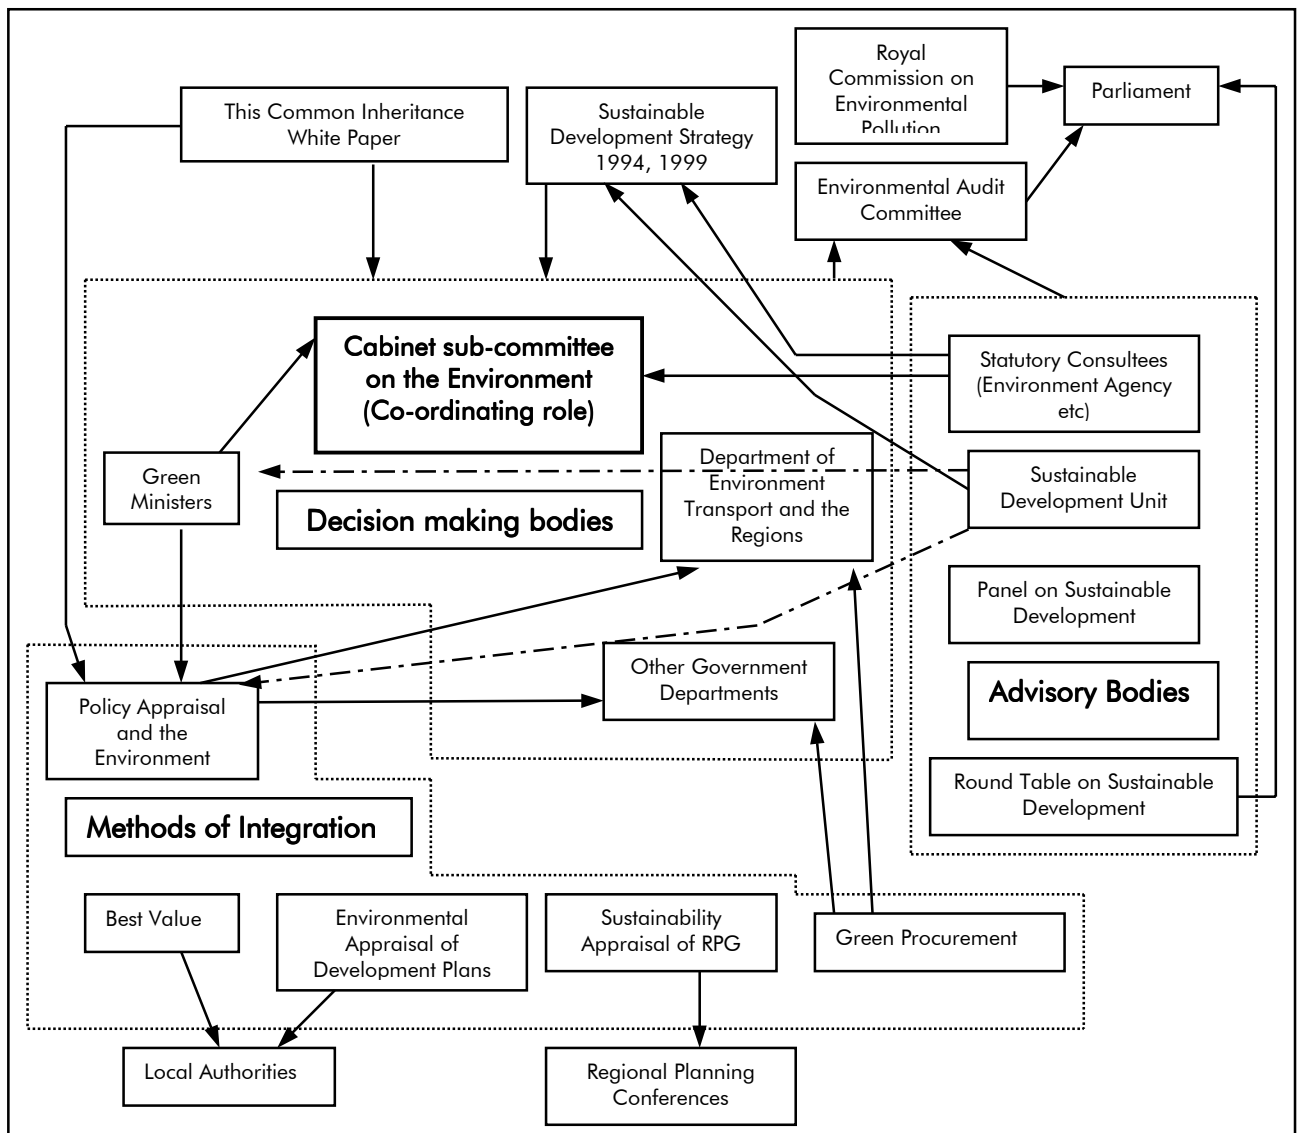 Royal
Commission on
Environmental
Pollution
Parliament
This Common Inheritance
White Paper
Sustainable
Development Strategy
1994, 1999
Environmental Audit
Committee
Cabinet sub-committee
on the Environment
(Co-ordinating role)
Statutory Consultees
(Environment Agency
etc)
Green
Ministers
Department of
Environment
Transport and the
Regions
Sustainable
Development Unit
Decision making bodies
Panel on Sustainable
Development
Other Government
Departments
Advisory Bodies
Policy Appraisal
and the
Environment
Round Table on Sustainable
Development
Methods of Integration
Best Value
Environmental
Appraisal of
Development Plans
Sustainability
Appraisal of RPG
Green Procurement
Local Authorities
Regional Planning
Conferences